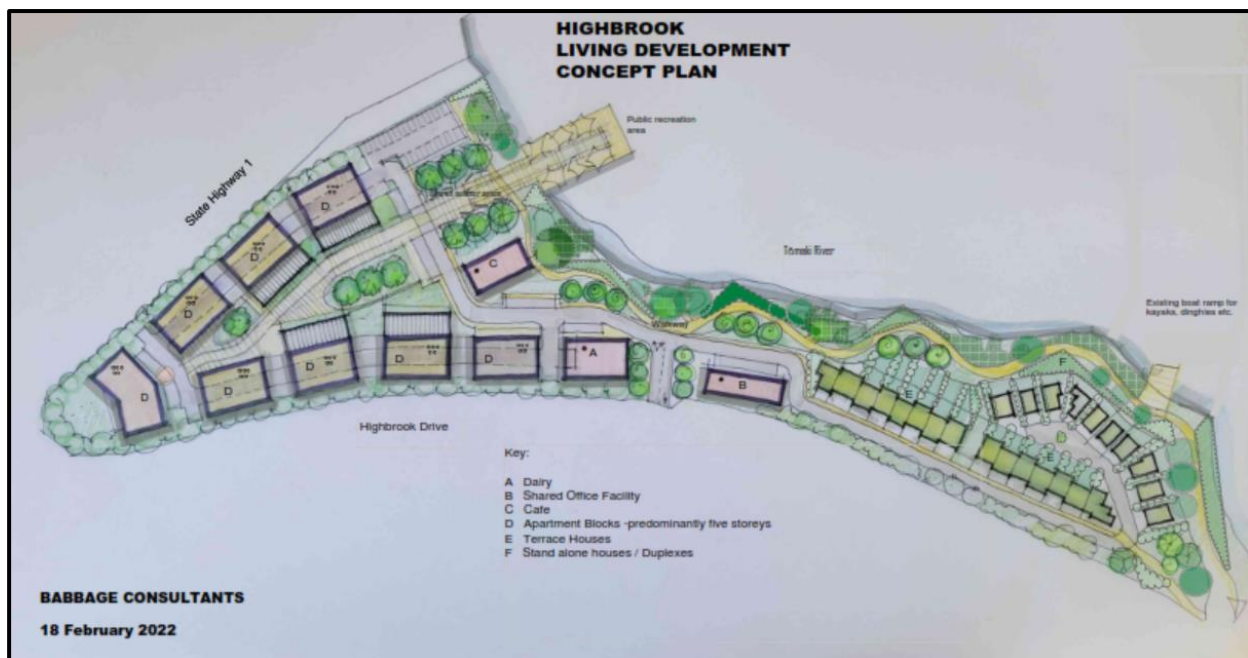 HIGHBROOK
LIVING DEVELOPMENT
CONCEPT PLAN
Public recreation
area
State Highway 1
D
D
D
D
D
D
D
D
C
A
B
Walkway
Tāmaki River
Existing boat ramp for
kayaks, dinghies etc.
F
E
E
Highbrook Drive
Key:
A Dairy
B Shared Office Facility
C Cafe
D Apartment Blocks -predominantly five storeys
E Terrace Houses
F Stand alone houses / Duplexes
BABBAGE CONSULTANTS
18 February 2022